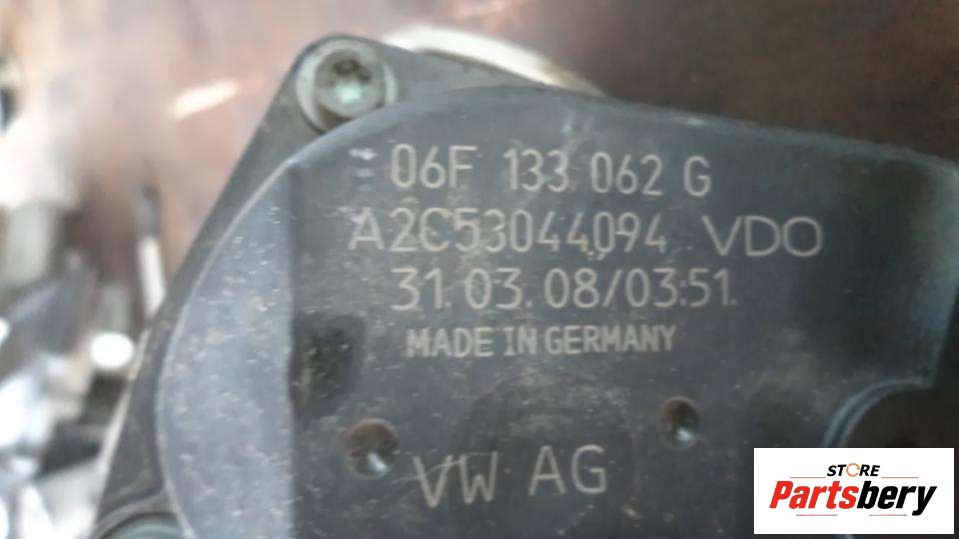 06F 133 062 G
A2C53044094 VDO
31.03.08/03:51.
MADE IN GERMANY
VW AG
STORE
Partsbery